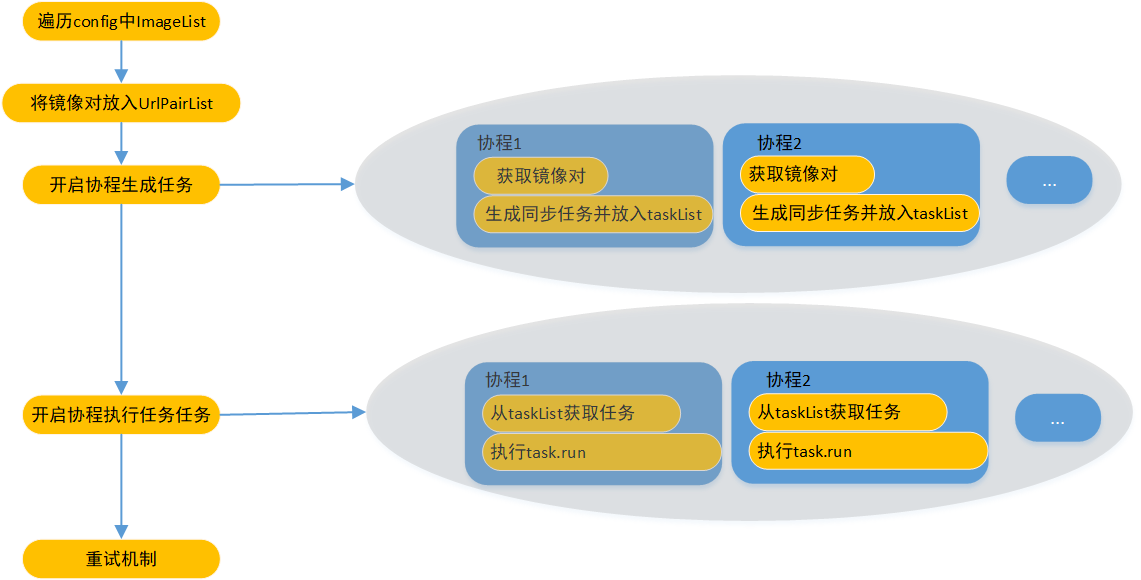 遍历config中ImageList
将镜像对放入UrlPairList
开启协程生成任务
协程1
获取镜像对
生成同步任务并放入taskList
协程2
获取镜像对
生成同步任务并放入taskList
...
开启协程执行任务任务
协程1
从taskList获取任务
执行task.run
协程2
从taskList获取任务
执行task.run
...
重试机制